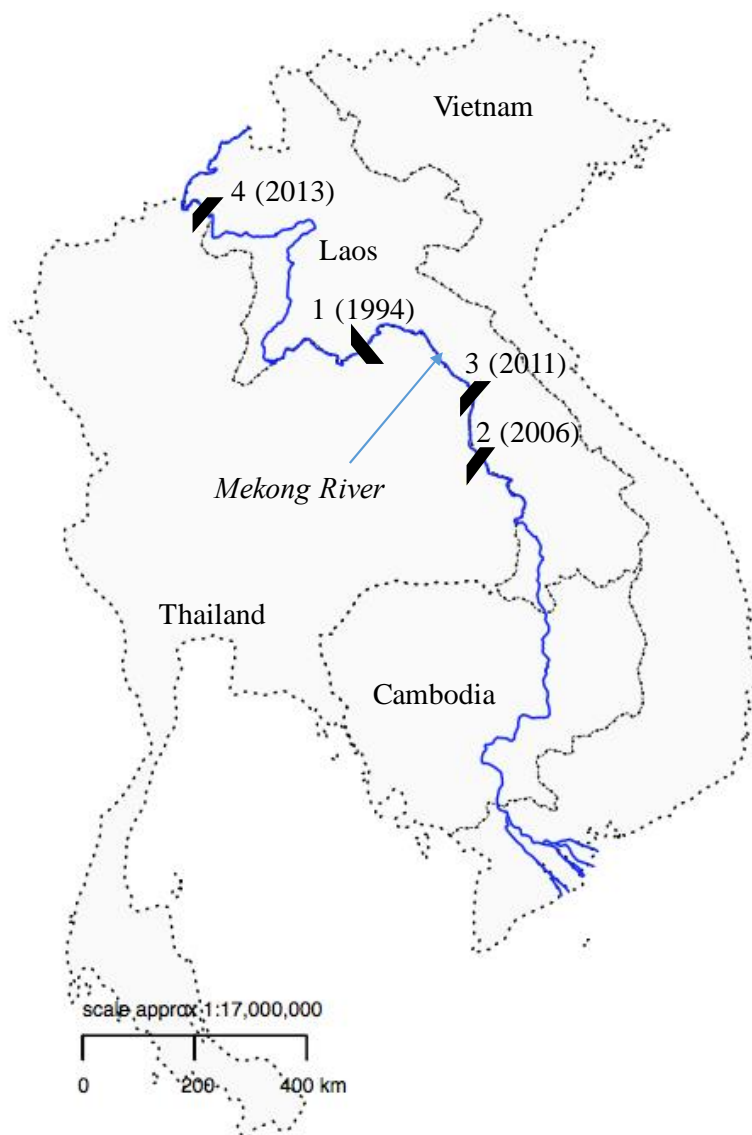 Vietnam
4 (2013)
Laos
1 (1994)
3 (2011)
2 (2006)
Mekong River
Thailand
Cambodia
scale approx 1:17,000,000
0 200 400 km